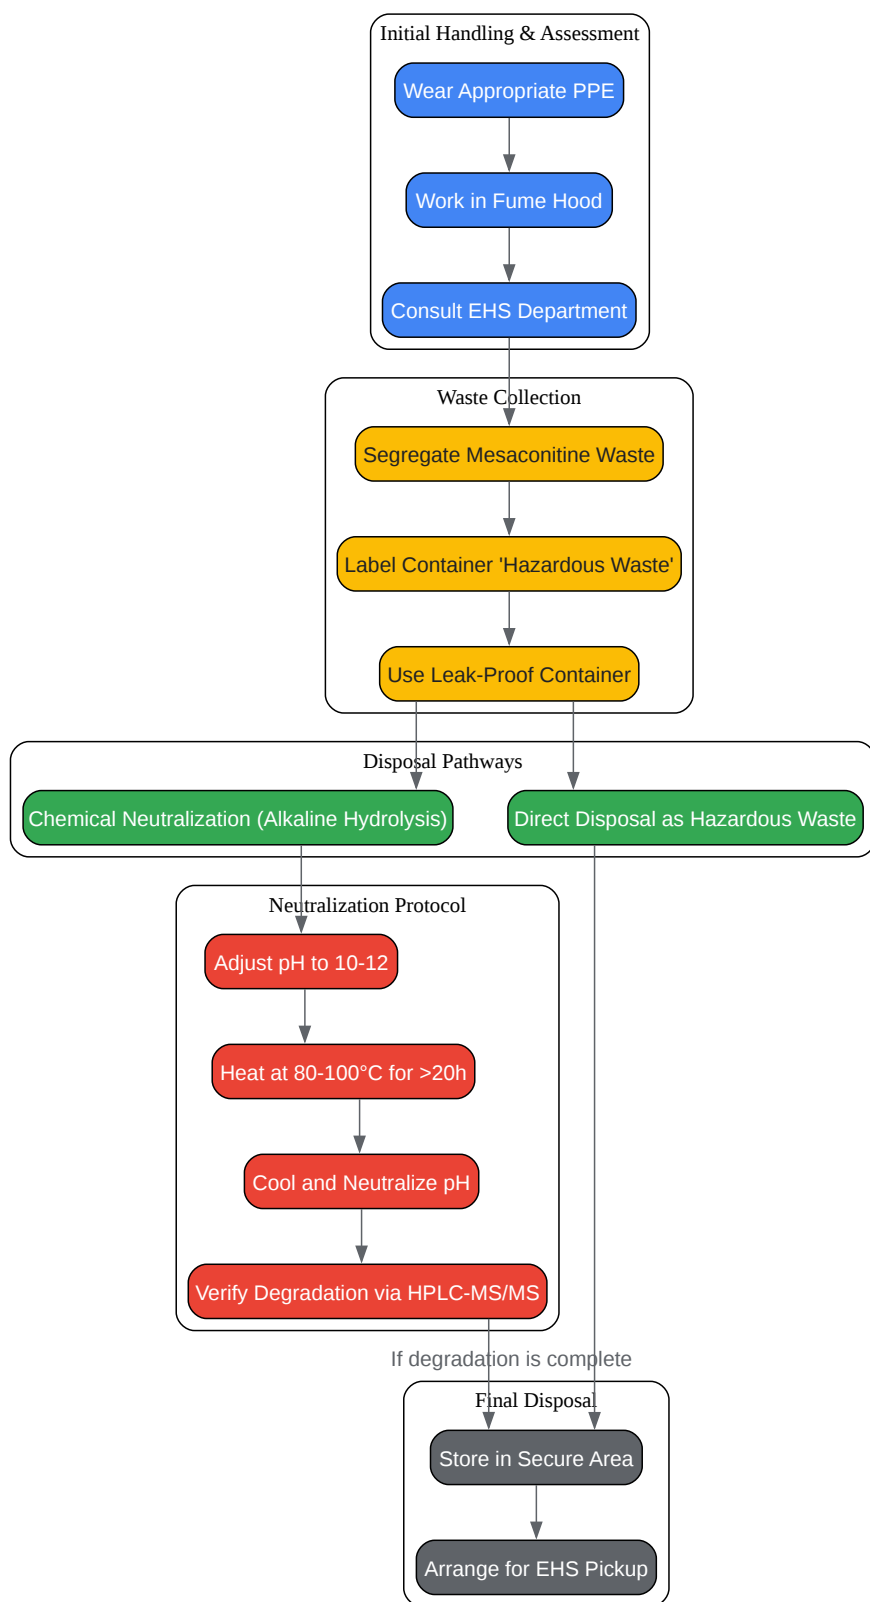 Initial Handling & Assessment
Wear Appropriate PPE
Work in Fume Hood
Consult EHS Department
Waste Collection
Segregate Mesaconitine Waste
Label Container 'Hazardous Waste'
Use Leak-Proof Container
Disposal Pathways
Chemical Neutralization (Alkaline Hydrolysis)
Direct Disposal as Hazardous Waste
Neutralization Protocol
Adjust pH to 10-12
Heat at 80-100°C for >20h
Cool and Neutralize pH
Verify Degradation via HPLC-MS/MS
If degradation is complete
Final Disposal
Store in Secure Area
Arrange for EHS Pickup